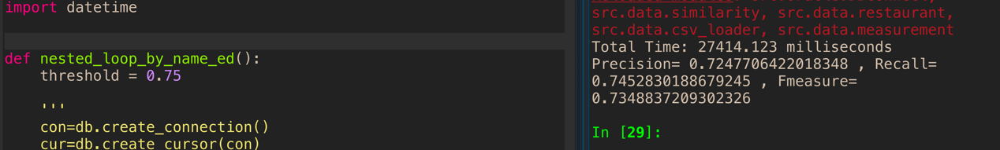 import datetime
def nested_loop_by_name_ed():
threshold = 0.75
'''
con=db.create_connection()
cur=db.create_cursor(con)
src.data.similarity, src.data.restaurant,
src.data.csv_loader, src.data.measurement
Total Time: 27414.123 milliseconds
Precision= 0.7247706422018348 , Recall=
0.7452830188679245 , Fmeasure=
0.7348837209302326
In [29]: